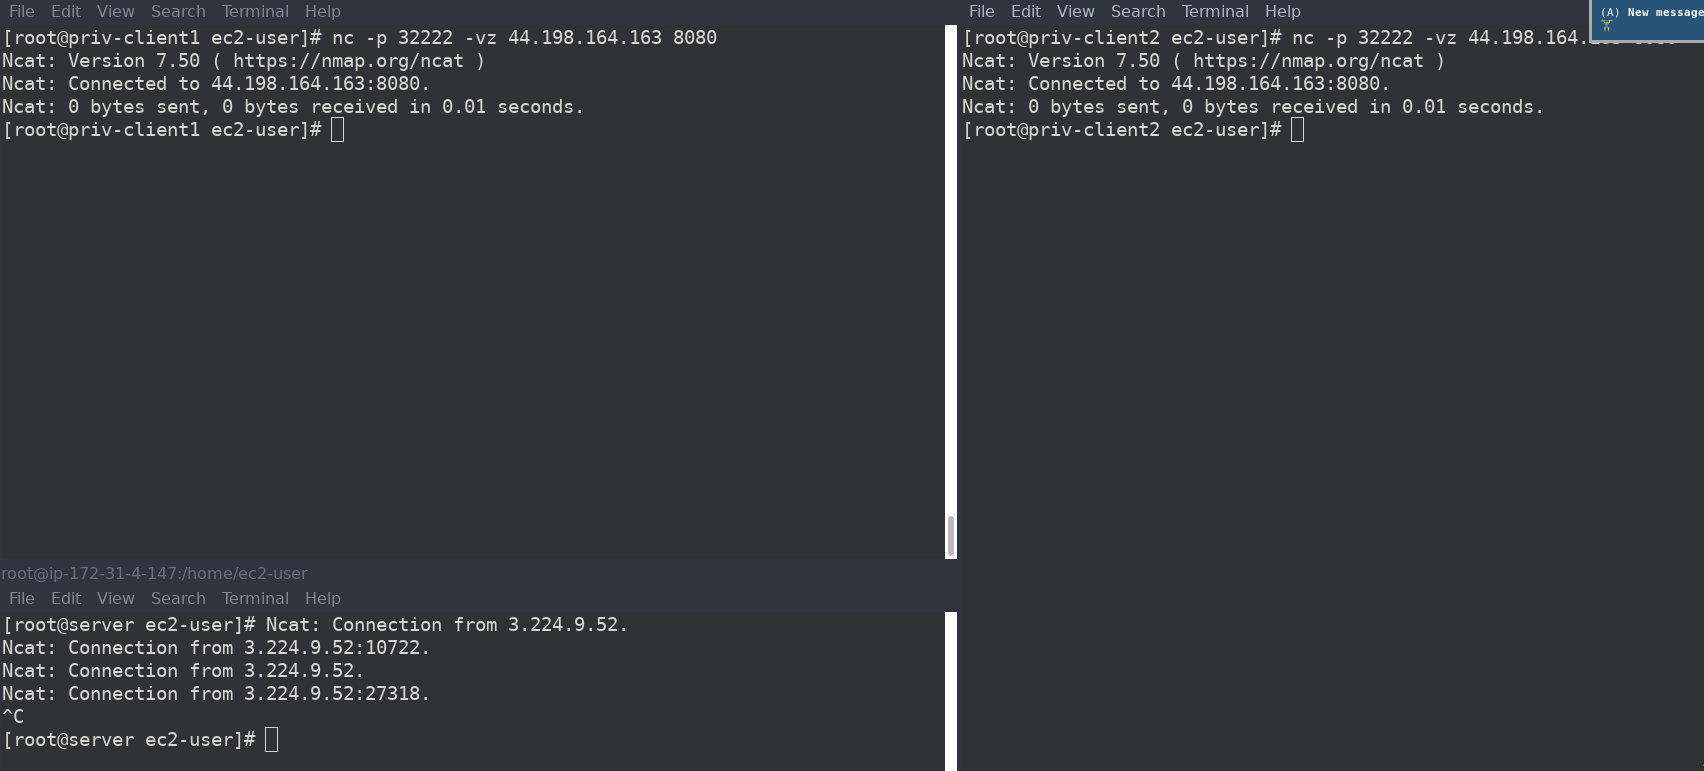 File Edit View Search Terminal Help
[root@priv-client1 ec2-user]# nc -p 32222 -vz 44.198.164.163 8080
Ncat: Version 7.50 ( https://nmap.org/ncat )
Ncat: Connected to 44.198.164.163:8080.
Ncat: 0 bytes sent, 0 bytes received in 0.01 seconds.
[root@priv-client1 ec2-user]#
root@ip-172-31-4-147:/home/ec2-user
File Edit View Search Terminal Help
[root@server ec2-user]# Ncat: Connection from 3.224.9.52.
Ncat: Connection from 3.224.9.52:10722.
Ncat: Connection from 3.224.9.52.
Ncat: Connection from 3.224.9.52:27318.
^C
[root@server ec2-user]#
File Edit View Search Terminal Help
(A) New message
[root@priv-client2 ec2-user]# nc -p 32222 -vz 44.198.164.
Ncat: Version 7.50 ( https://nmap.org/ncat )
Ncat: Connected to 44.198.164.163:8080.
Ncat: 0 bytes sent, 0 bytes received in 0.01 seconds.
[root@priv-client2 ec2-user]#